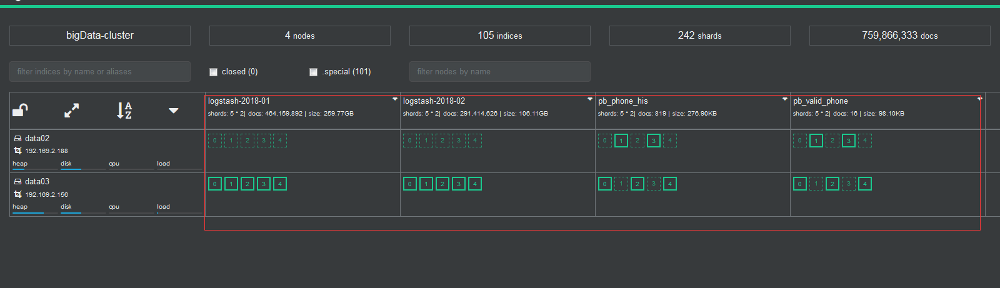 bigData-cluster
4 nodes
105 indices
242 shards
759,866,333 docs
filter indices by name or aliases
closed (0)
.special (101)
filter nodes by name
A
Z
logstash-2018-01
shards: 5 * 2| docs: 464,159,892 | size: 259.77GB
logstash-2018-02
shards: 5 * 2| docs: 291,414,626 | size: 106.11GB
pb_phone_his
shards: 5 * 2| docs: 819 | size: 276.90KB
pb_valid_phone
shards: 5 * 2| docs: 16 | size: 98.10KB
data02
192.169.2.188
heap disk cpu load
0 1 2 3 4
0 1 2 3 4
0 1 2 3 4
0 1 2 3 4
data03
192.169.2.156
heap disk cpu load
0 1 2 3 4
0 1 2 3 4
0 1 2 3 4
0 1 2 3 4